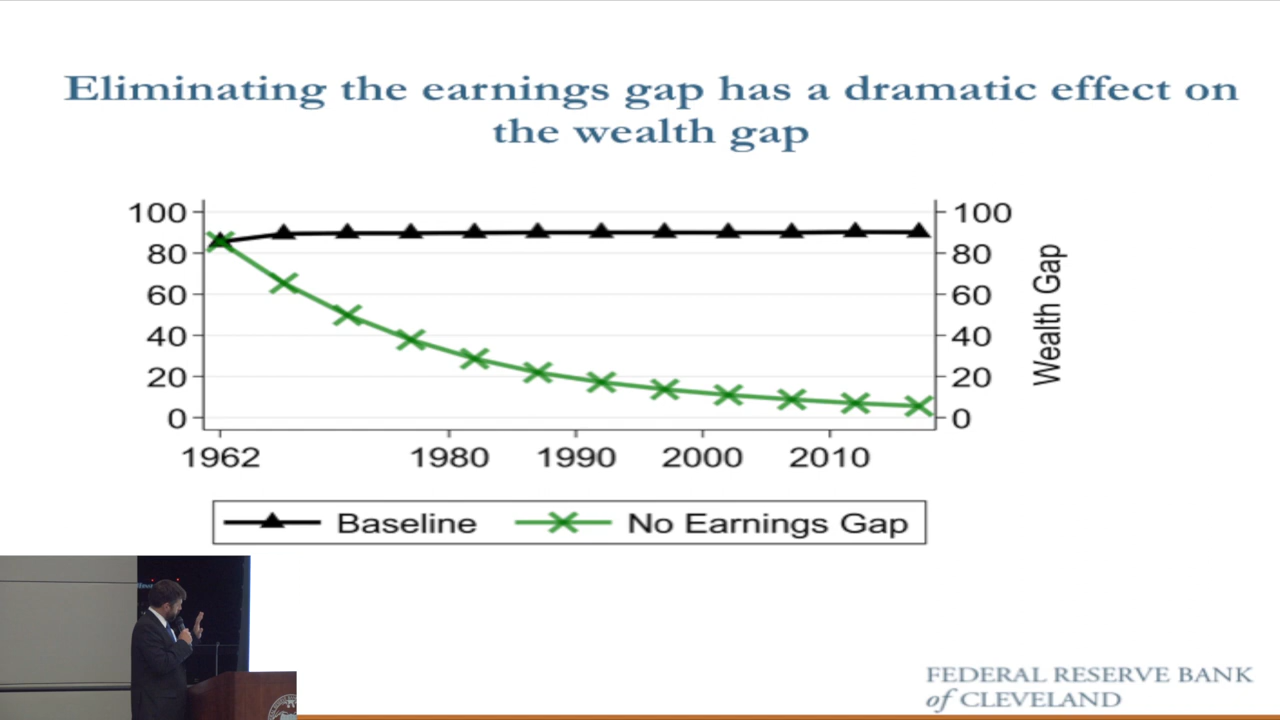 Eliminating the earnings gap has a dramatic effect on
the wealth gap
100
80
60
40
20
0
100
80
60
40
20
0
Wealth Gap
1962 1980 1990 2000 2010
Baseline No Earnings Gap
FEDERAL RESERVE BANK
of CLEVELAND